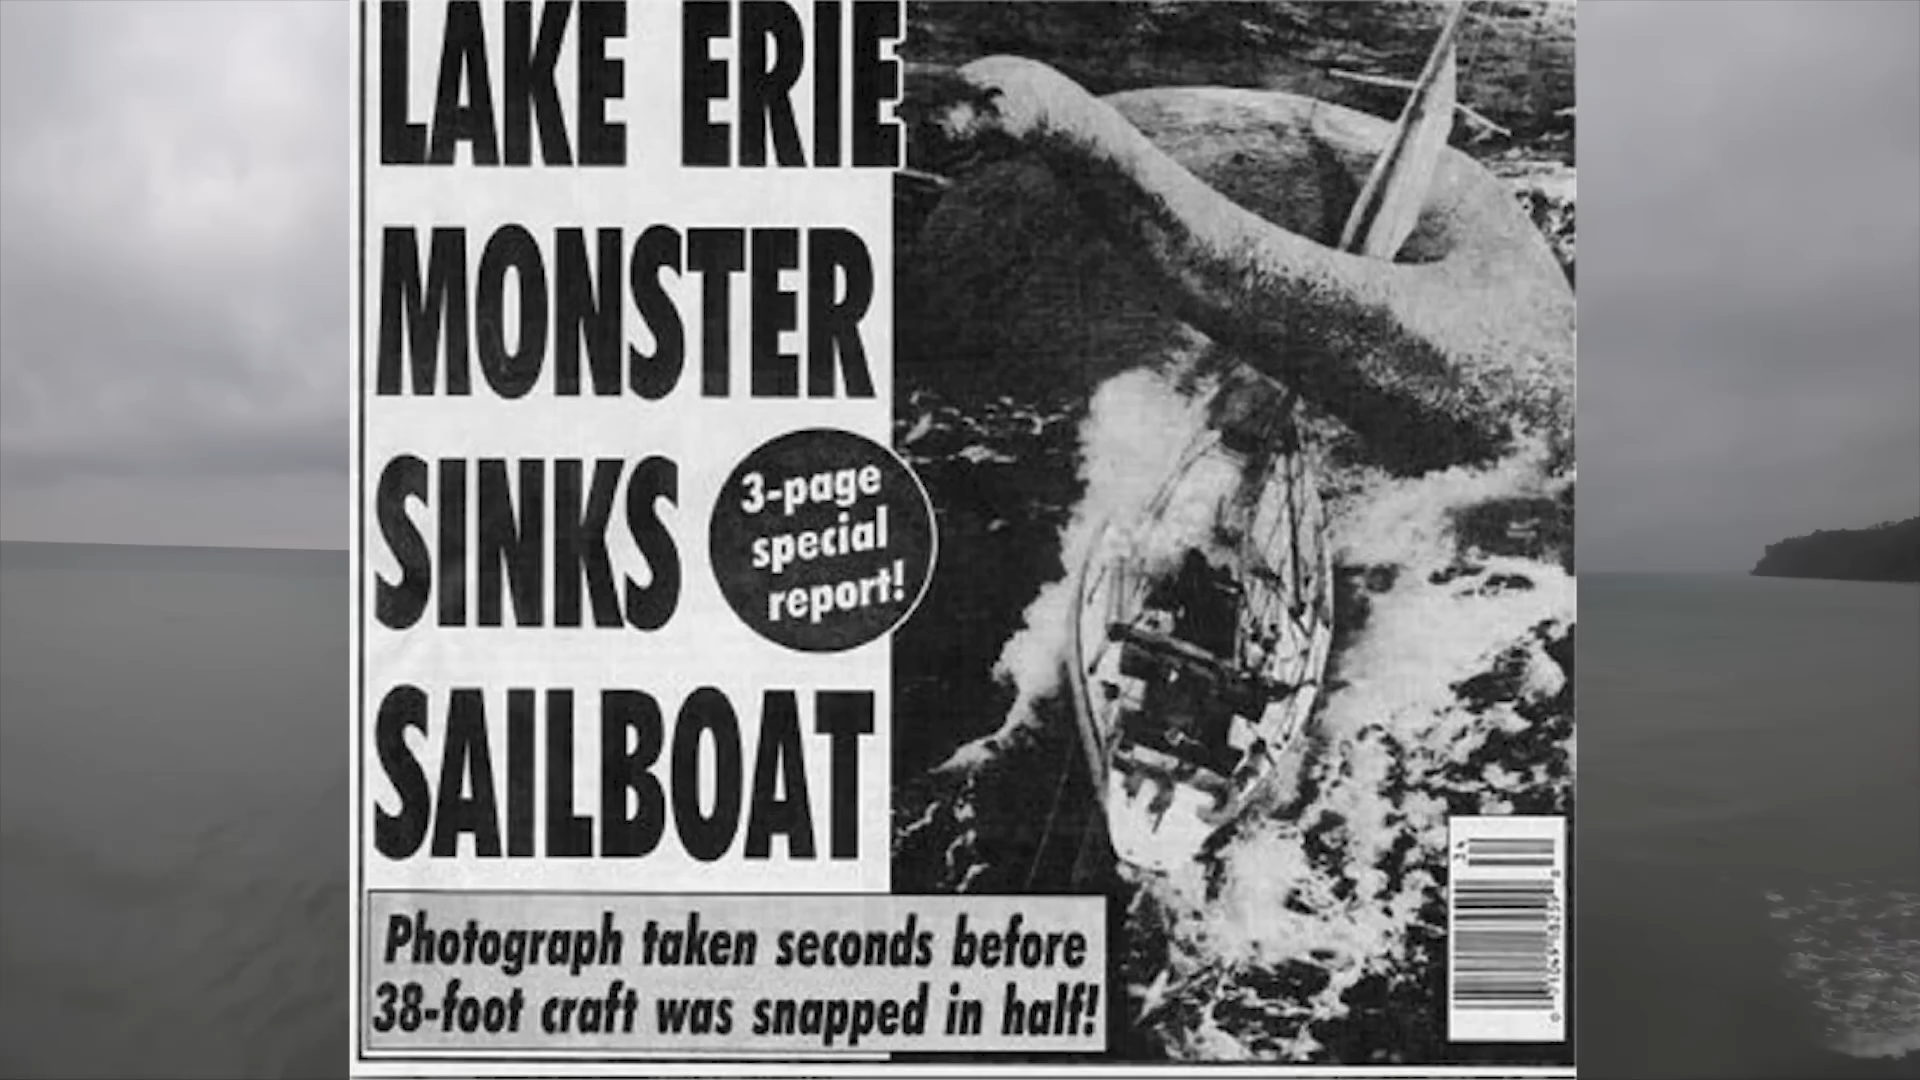 LAKE ERIE
MONSTER
SINKS
3-page
special
report!
SAILBOAT
Photograph taken seconds before
38-foot craft was snapped in half!
34